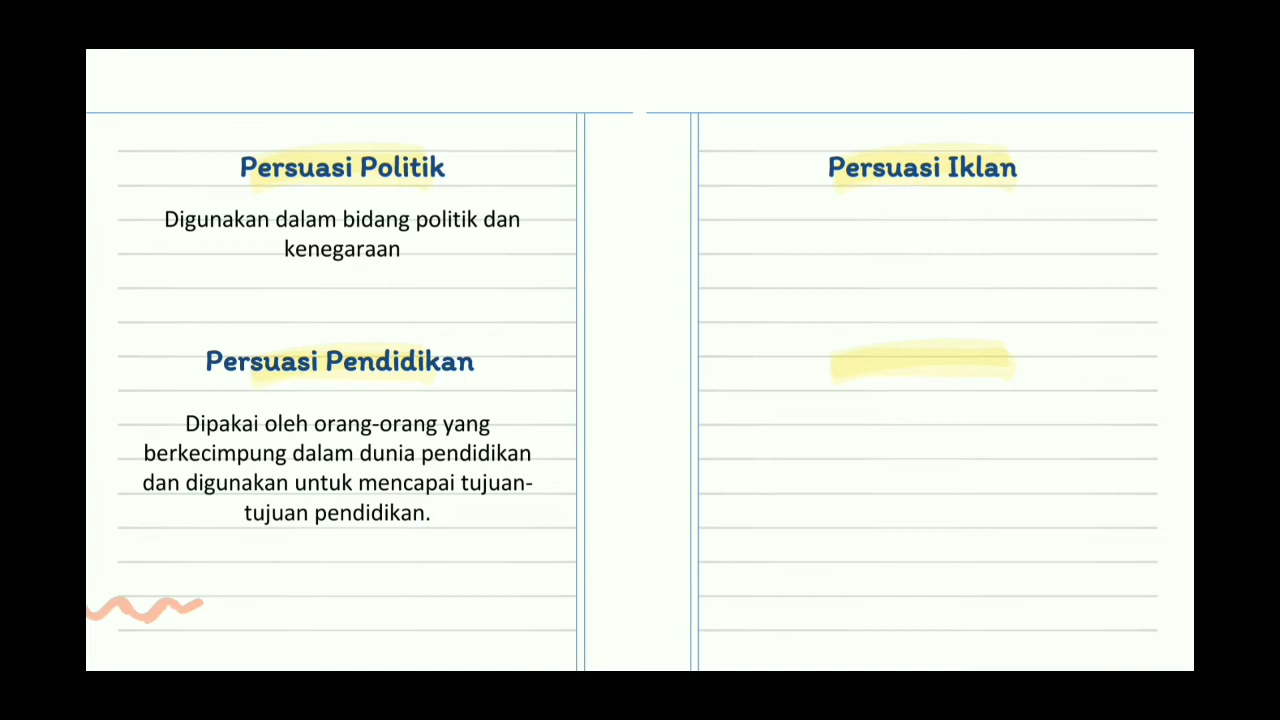 Persuasi Politik
Digunakan dalam bidang politik dan
kenegaraan
Persuasi Pendidikan
Dipakai oleh orang-orang yang
berkecimpung dalam dunia pendidikan
dan digunakan untuk mencapai tujuan-
tujuan pendidikan.
Persuasi Iklan